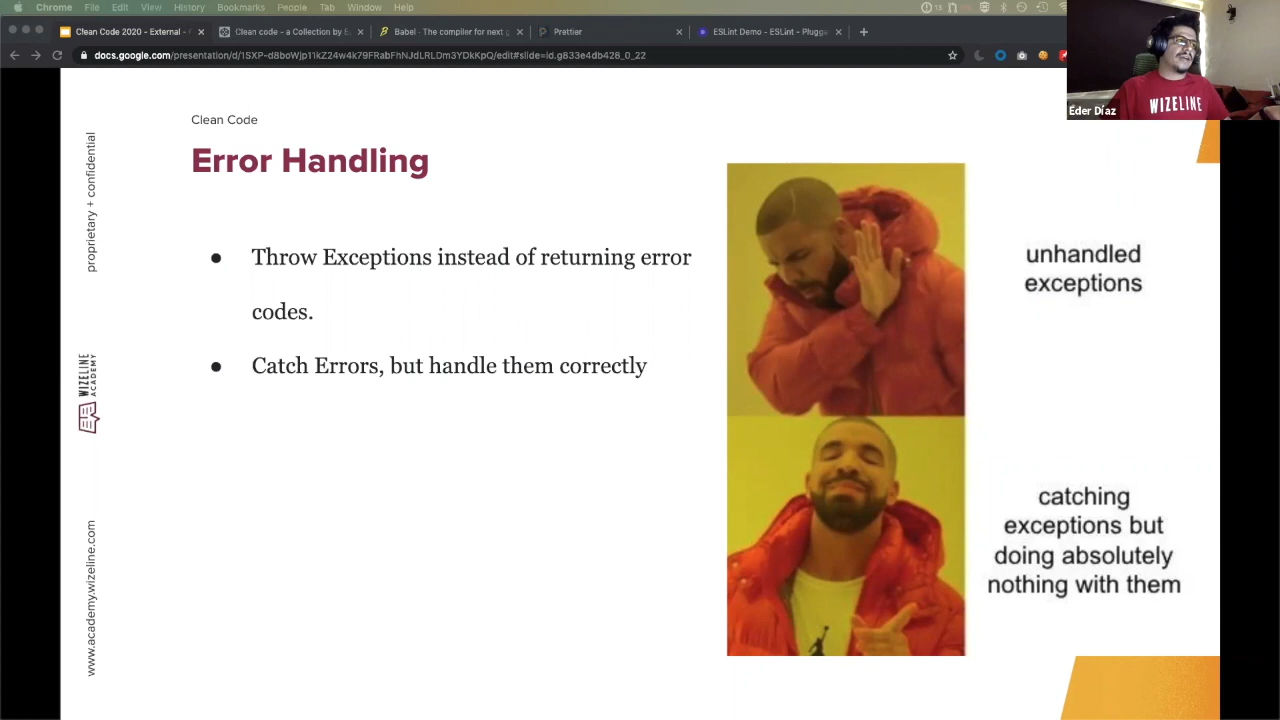 Chrome File Edit View History Bookmarks People Tab Window Help
Clean Code 2020 - External -
Clean code - a Collection by E
Babel · The compiler for next g
Prettier
ESLint Demo - ESLint - Plugga
docs.google.com/presentation/d/1SXP-d8boWjp11kZ24w4k79FRabFhNJdLRLDm3YDkKpQ/edit#slide=id.g833e4db428_0_22
WIZELINE
Éder Díaz
proprietary + confidential
WIZELINE
ACADEMY
www.academy.wizeline.com
Clean Code
Error Handling
● Throw Exceptions instead of returning error
codes.
● Catch Errors, but handle them correctly
unhandled
exceptions
catching
exceptions but
doing absolutely
nothing with them